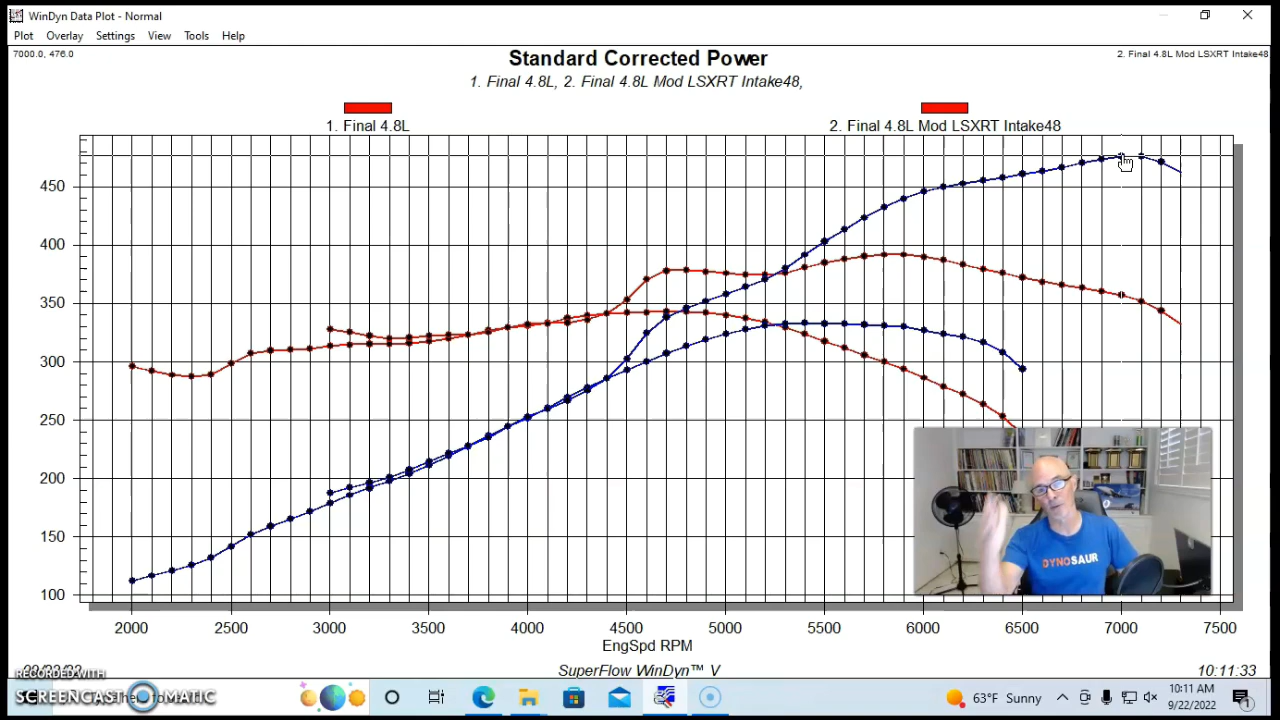 WinDyn Data Plot - Normal
Plot Overlay Settings View Tools Help
7000.0, 476.0
Standard Corrected Power
2. Final 4.8L Mod LSXRT Intake48
1. Final 4.8L, 2. Final 4.8L Mod LSXRT Intake48,
1. Final 4.8L
2. Final 4.8L Mod LSXRT Intake48
450
400
350
300
250
200
150
100
DYNOSAUR
2000 2500 3000 3500 4000 4500 5000 5500 6000 6500 7000 7500
EngSpd RPM
SuperFlow WinDyn™ V
10:11:33
RECORDED WITH
SCREENCAST MATIC
63°F Sunny
10:11 AM
9/22/2022
1